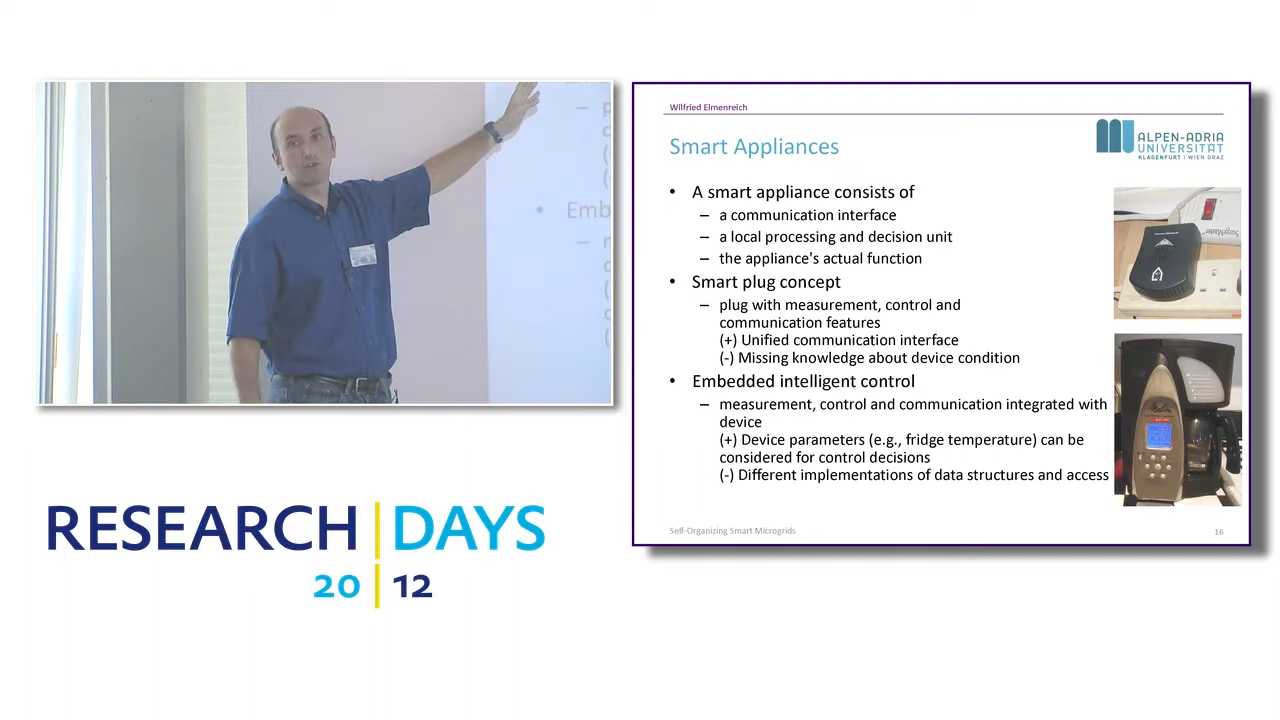 Emb
Wilfried Elmenreich
Smart Appliances
ALPEN-ADRIA
UNIVERSITÄT
KLAGENFURT | WIEN GRAZ
• A smart appliance consists of
– a communication interface
– a local processing and decision unit
– the appliance's actual function
• Smart plug concept
– plug with measurement, control and
communication features
(+) Unified communication interface
(-) Missing knowledge about device condition
• Embedded intelligent control
– measurement, control and communication integrated with
device
(+) Device parameters (e.g., fridge temperature) can be
considered for control decisions
(-) Different implementations of data structures and access
SurgeMaster
Melitta
Self-Organizing Smart Microgrids
16
RESEARCH | DAYS
20 | 12